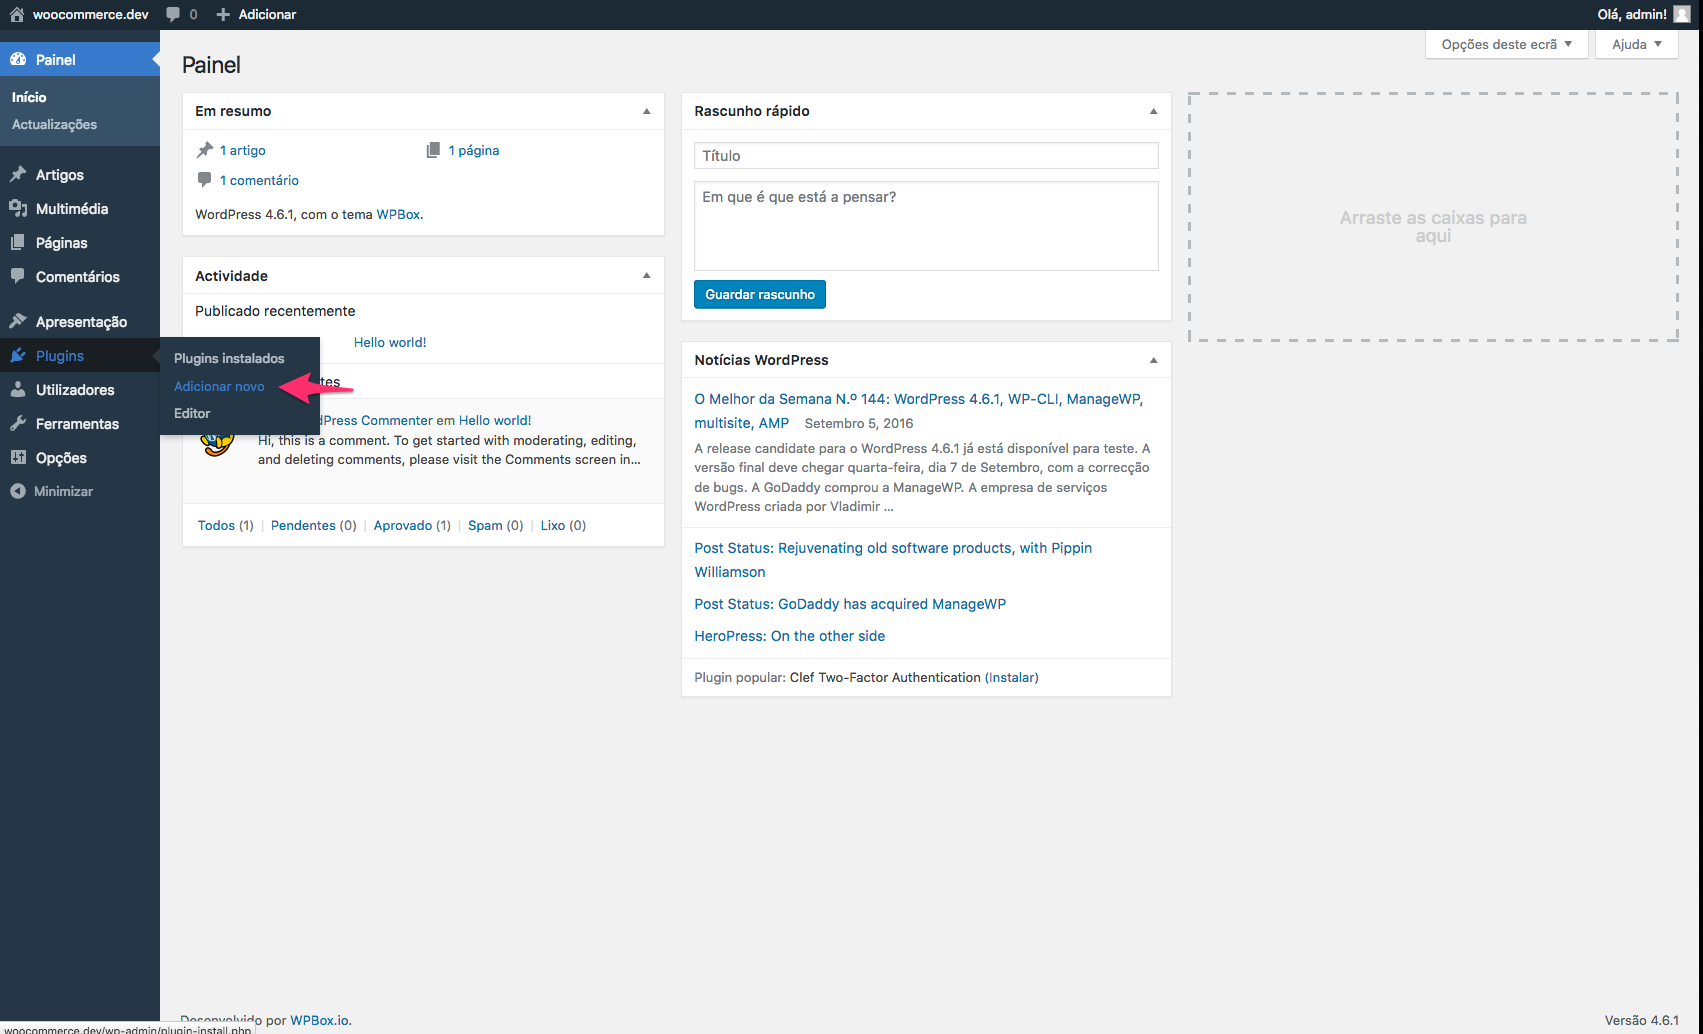 woocommerce.dev
0
Adicionar
Olá, admin!
Opções deste ecrã
Ajuda
Painel
Início
Actualizações
Artigos
Multimédia
Páginas
Comentários
Apresentação
Plugins
Utilizadores
Ferramentas
Opções
Minimizar
Plugins instalados
Adicionar novo
Editor
Painel
Em resumo
1 artigo
1 página
1 comentário
WordPress 4.6.1, com o tema WPBox.
Actividade
Publicado recentemente
Hello world!
Commenter em Hello world!
Hi, this is a comment. To get started with moderating, editing,
and deleting comments, please visit the Comments screen in...
Todos (1) | Pendentes (0) | Aprovado (1) | Spam (0) | Lixo (0)
Rascunho rápido
Título
Em que é que está a pensar?
Guardar rascunho
Notícias WordPress
O Melhor da Semana N.º 144: WordPress 4.6.1, WP-CLI, ManageWP,
multisite, AMP Setembro 5, 2016
A release candidate para o WordPress 4.6.1 já está disponível para teste. A
versão final deve chegar quarta-feira, dia 7 de Setembro, com a correcção
de bugs. A GoDaddy comprou a ManageWP. A empresa de serviços
WordPress criada por Vladimir ...
Post Status: Rejuvenating old software products, with Pippin
Williamson
Post Status: GoDaddy has acquired ManageWP
HeroPress: On the other side
Plugin popular: Clef Two-Factor Authentication (Instalar)
Arraste as caixas para
aqui
Desenvolvido por WPBox.io.
Versão 4.6.1
woocommerce.dev/wp-admin/plugin-install.php